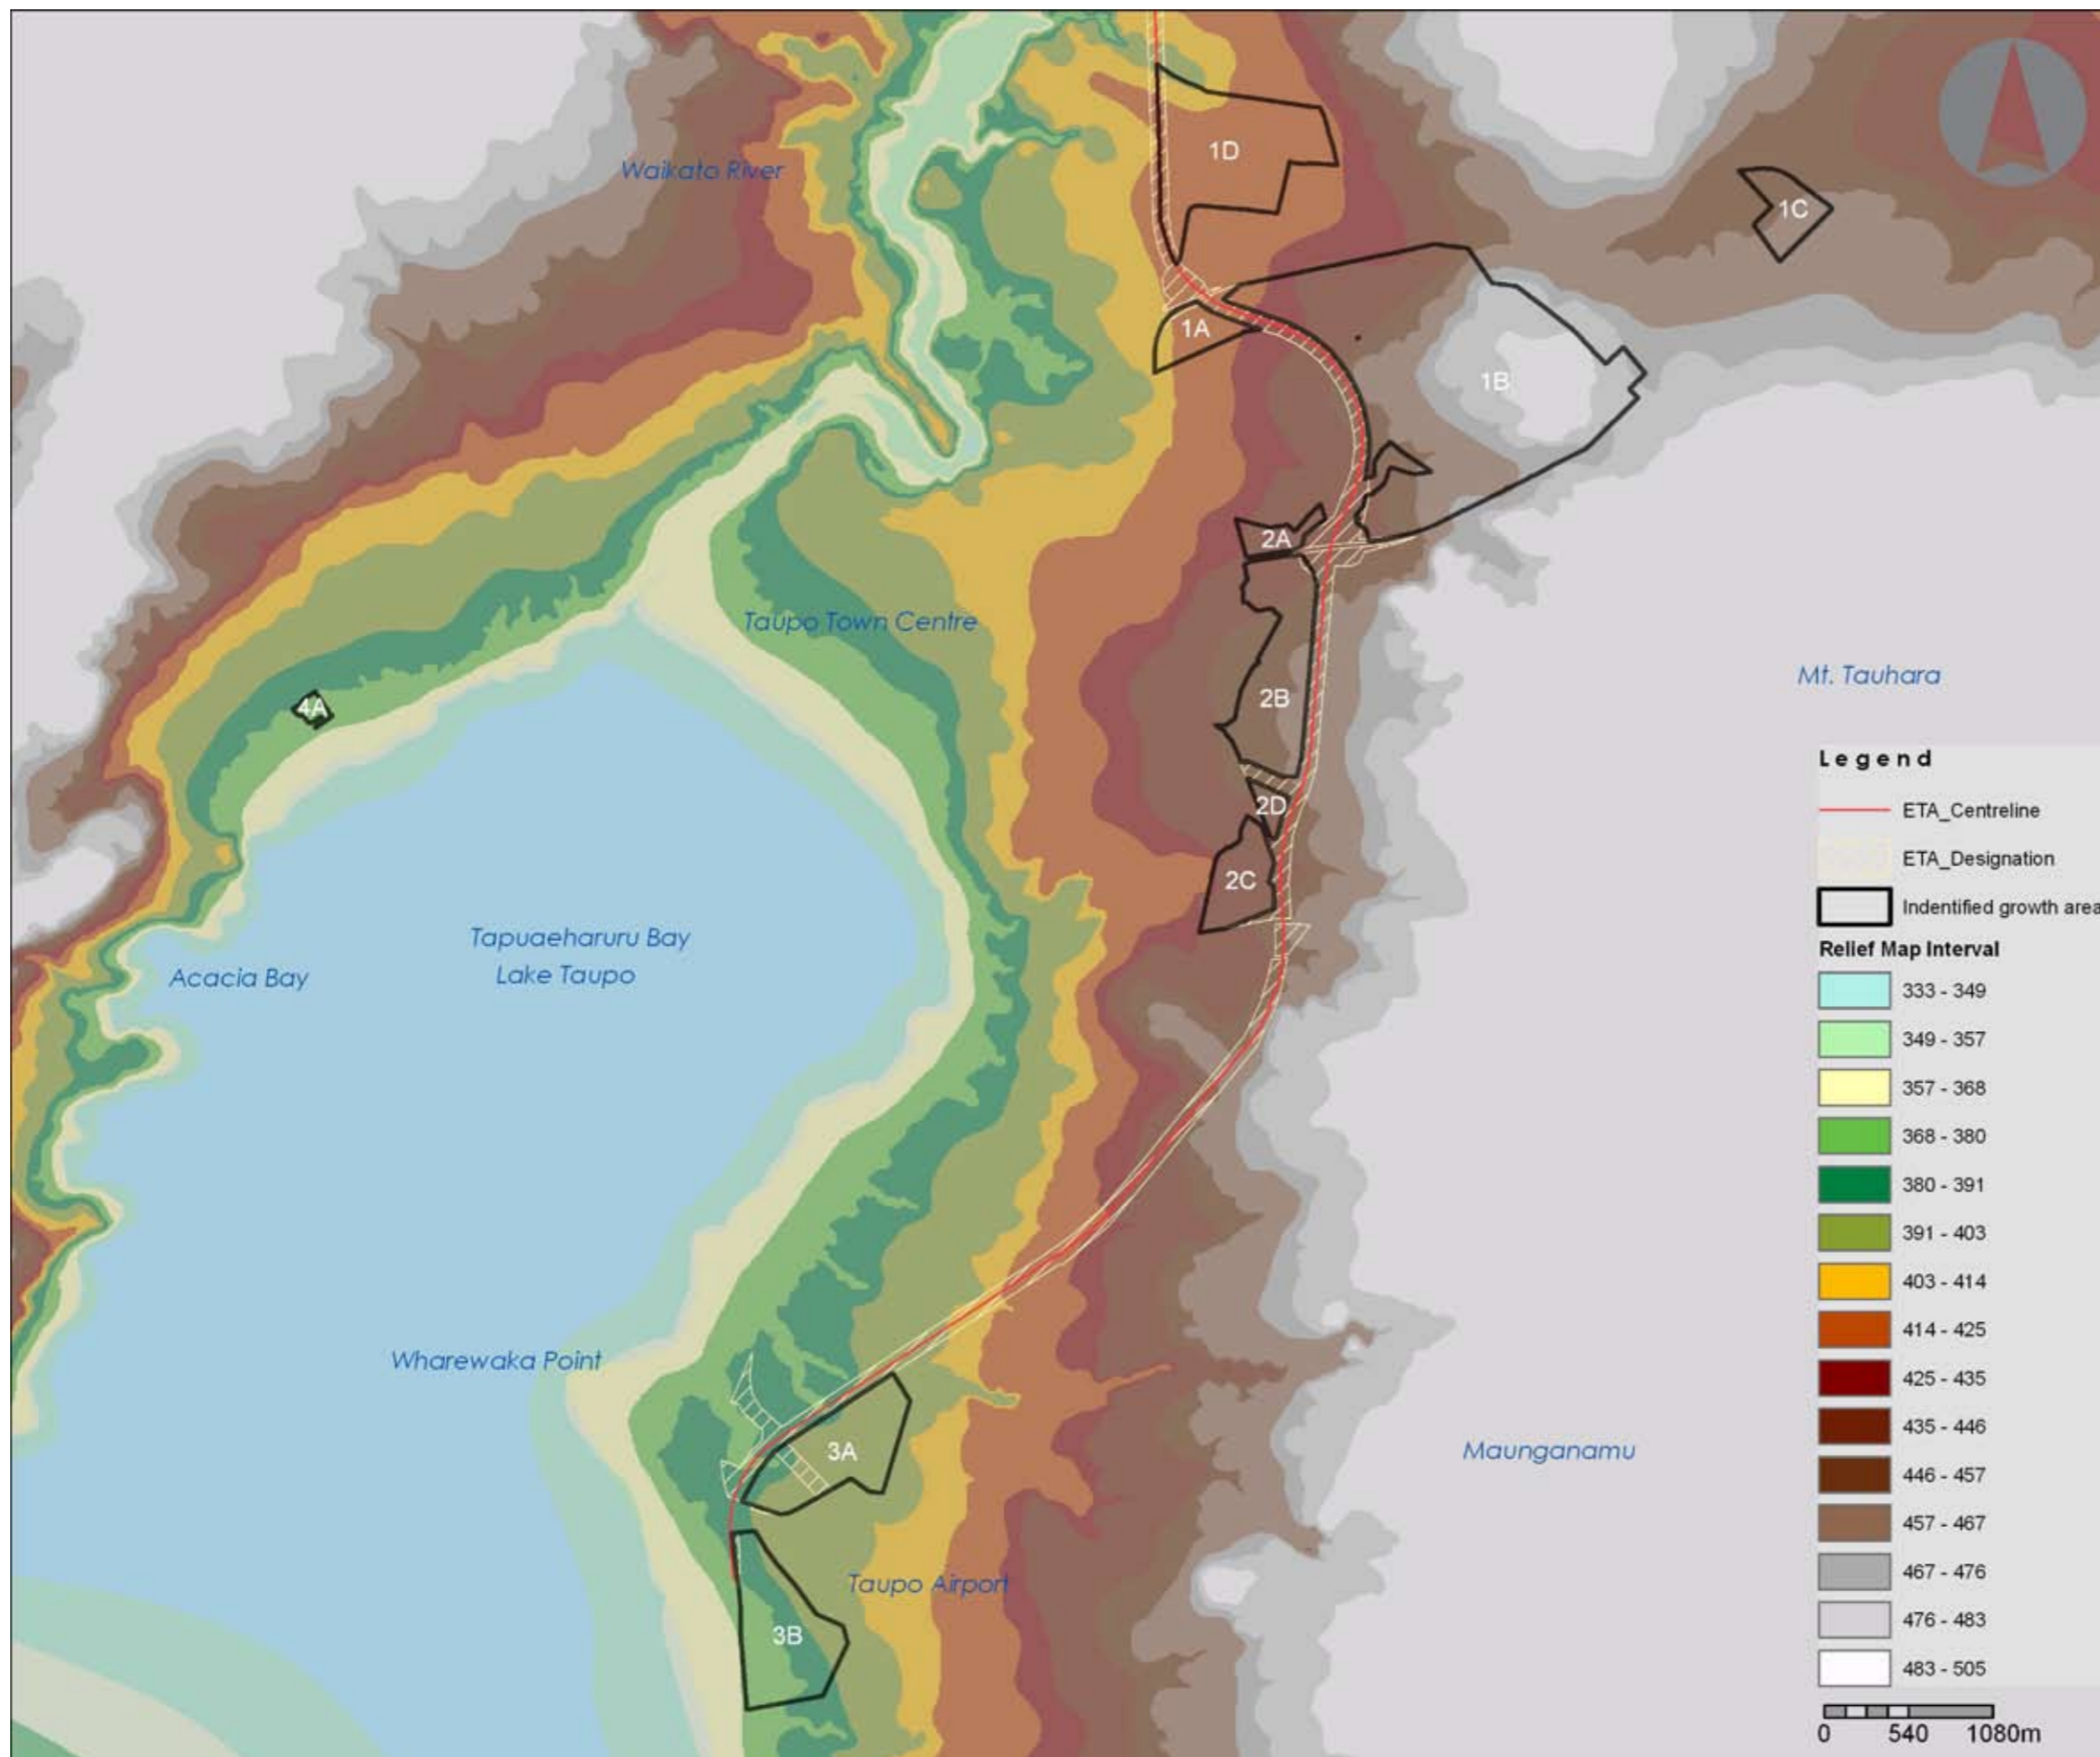 1D
Waikato River
1C
1A
1B
2A
Taupo Town Centre
Mt. Tauhara
2B
4A
2D
2C
Tapuaeharuru Bay
Lake Taupo
Acacia Bay
Wharewaka Point
3A
Maunganamu
Taupo Airport
3B
Legend
ETA_Centreline
ETA_Designation
Indentified growth area
Relief Map Interval
333 - 349
349 - 357
357 - 368
368 - 380
380 - 391
391 - 403
403 - 414
414 - 425
425 - 435
435 - 446
446 - 457
457 - 467
467 - 476
476 - 483
483 - 505
0 540 1080m